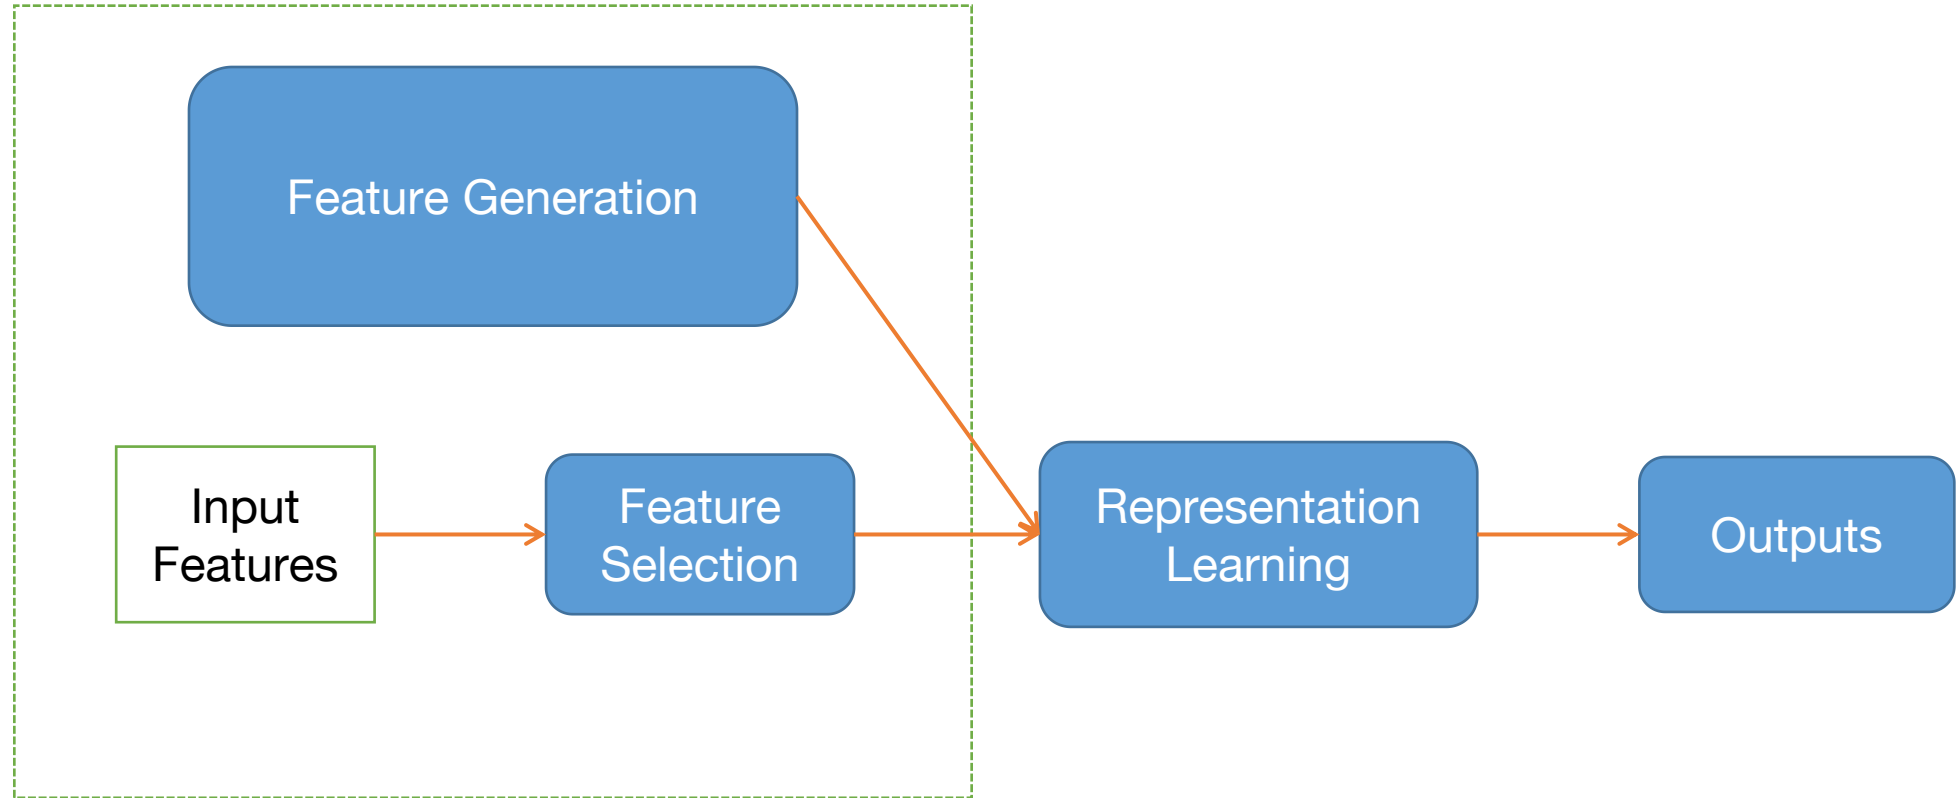 Feature Generation
Input
Features
Feature
Selection
Representation
Learning
Outputs